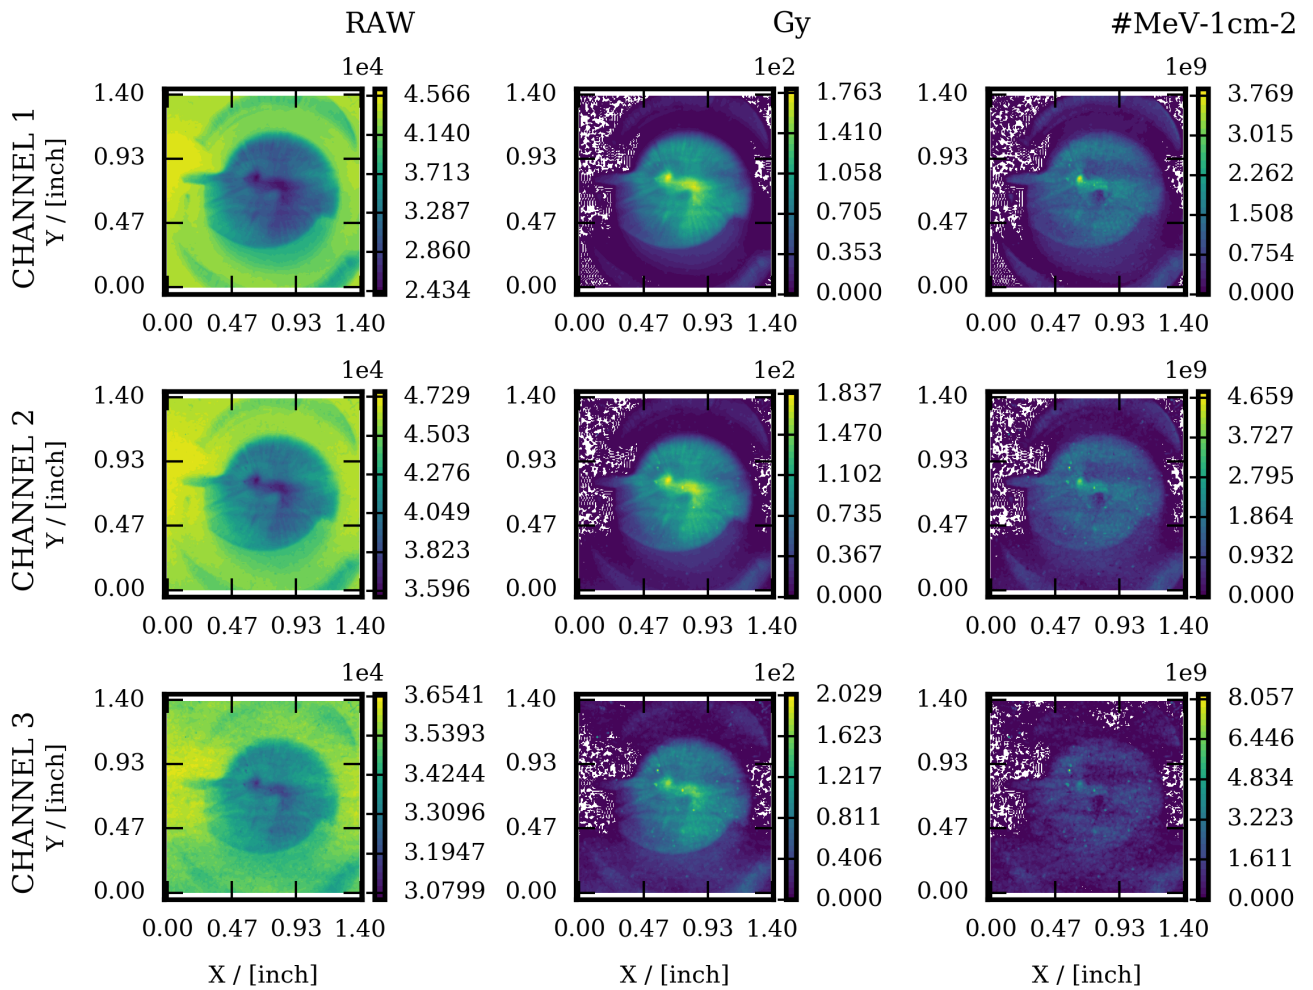 RAW Gy #MeV-1cm-2
1e4 1e2 1e9
CHANNEL 1
Y / [inch]
1.40 4.566 1.40 1.763 1.40 3.769
4.140 1.410 3.015
0.93 3.713 0.93 1.058 0.93 2.262
0.47 3.287 0.47 0.705 0.47 1.508
2.860 0.353 0.754
0.00 2.434 0.00 0.000 0.00 0.000
0.00 0.47 0.93 1.40 0.00 0.47 0.93 1.40 0.00 0.47 0.93 1.40
1e4 1e2 1e9
CHANNEL 2
Y / [inch]
1.40 4.729 1.40 1.837 1.40 4.659
4.503 1.470 3.727
0.93 4.276 0.93 1.102 0.93 2.795
0.47 4.049 0.47 0.735 0.47 1.864
3.823 0.367 0.932
0.00 3.596 0.00 0.000 0.00 0.000
0.00 0.47 0.93 1.40 0.00 0.47 0.93 1.40 0.00 0.47 0.93 1.40
1e4 1e2 1e9
CHANNEL 3
Y / [inch]
1.40 3.6541 1.40 2.029 1.40 8.057
3.5393 1.623 6.446
0.93 3.4244 0.93 1.217 0.93 4.834
0.47 3.3096 0.47 0.811 0.47 3.223
3.1947 0.406 1.611
0.00 3.0799 0.00 0.000 0.00 0.000
0.00 0.47 0.93 1.40 0.00 0.47 0.93 1.40 0.00 0.47 0.93 1.40
X / [inch] X / [inch] X / [inch]